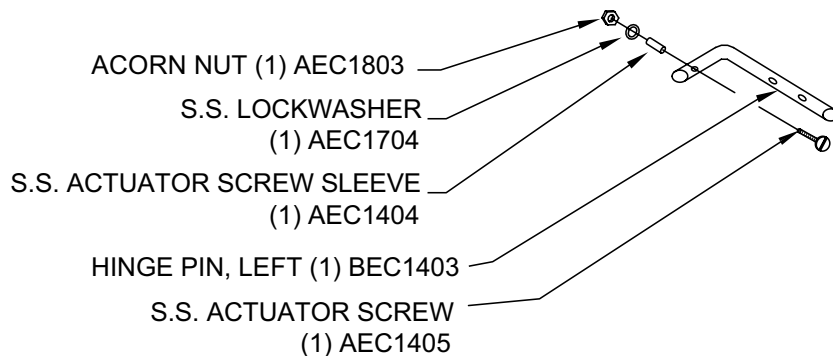 ACORN NUT (1) AEC1803
S.S. LOCKWASHER
(1) AEC1704
S.S. ACTUATOR SCREW SLEEVE
(1) AEC1404
HINGE PIN, LEFT (1) BEC1403
S.S. ACTUATOR SCREW
(1) AEC1405